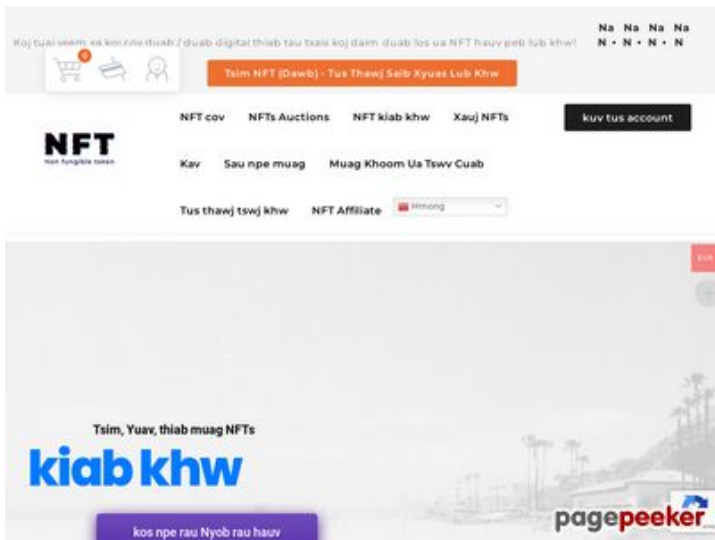 Koj tuaj yeem xa koj cov duab / duab digital thiab tau txais koj daim duab los ua NFT hauv peb lub khw!
Na Na Na Na
N • N • N • N
0
Tsim NFT (Dawb) - Tus Thawj Saib Xyuas Lub Khw
NFT cov NFTs Auctions NFT kiab khw Xauj NFTs
kuv tus account
NFT
Non fungible token
Kav Sau npe muag Muag Khoom Ua Tswv Cuab
Tus thawj tswj khw NFT Affiliate Hmong
EUR
Tsim, Yuav, thiab muag NFTs
kiab khw
kos npe rau Nyob rau hauv
pagepeeker